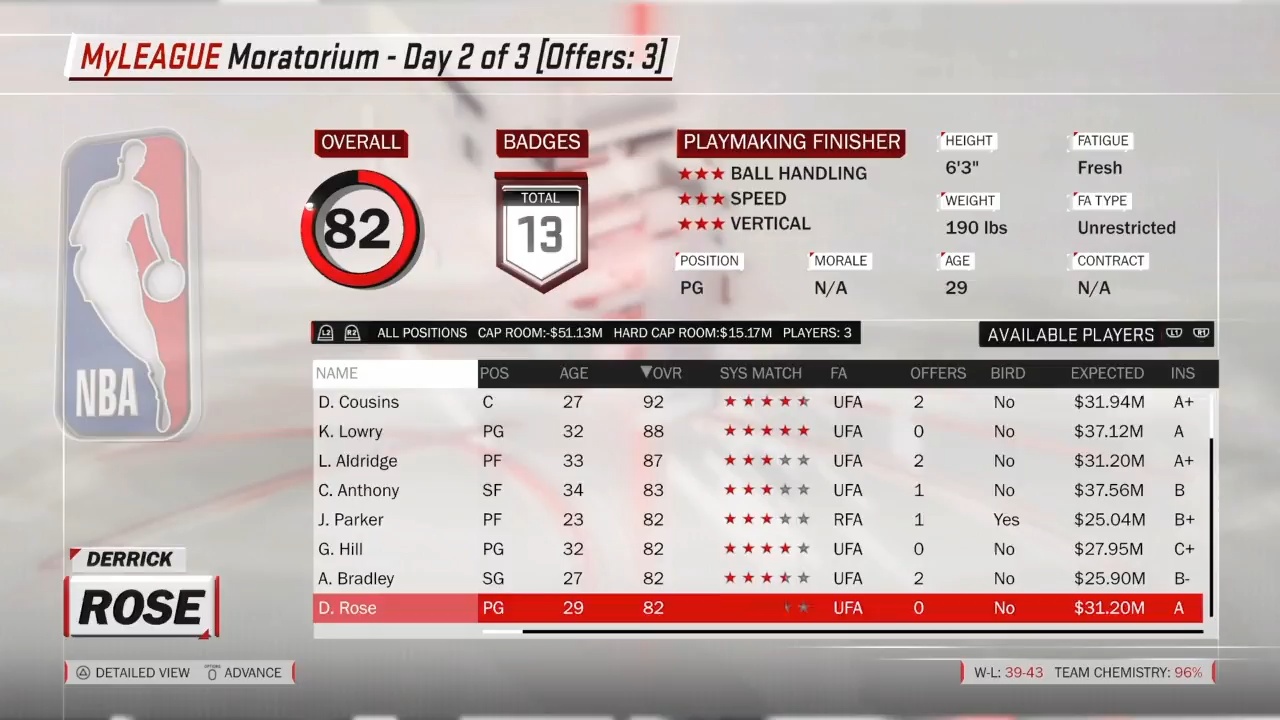 MyLEAGUE Moratorium - Day 2 of 3 [Offers: 3]
NBA
OVERALL
82
BADGES
TOTAL
13
PLAYMAKING FINISHER
★★★ BALL HANDLING
★★★ SPEED
★★★ VERTICAL
HEIGHT FATIGUE
6'3" Fresh
WEIGHT FA TYPE
190 lbs Unrestricted
POSITION MORALE AGE CONTRACT
PG N/A 29 N/A
L2 R2 ALL POSITIONS CAP ROOM:-$51.13M HARD CAP ROOM:$15.17M PLAYERS: 3
AVAILABLE PLAYERS L1 R1
NAME POS AGE ▼OVR SYS MATCH FA OFFERS BIRD EXPECTED INS
D. Cousins C 27 92 UFA 2 No $31.94M A+
K. Lowry PG 32 88 UFA 0 No $37.12M A
L. Aldridge PF 33 87 UFA 2 No $31.20M A+
C. Anthony SF 34 83 UFA 1 No $37.56M B
J. Parker PF 23 82 RFA 1 Yes $25.04M B+
G. Hill PG 32 82 UFA 0 No $27.95M C+
A. Bradley SG 27 82 UFA 2 No $25.90M B-
D. Rose PG 29 82 UFA 0 No $31.20M A
DERRICK
ROSE
DETAILED VIEW OPTIONS ADVANCE
W-L: 39-43 TEAM CHEMISTRY: 96%